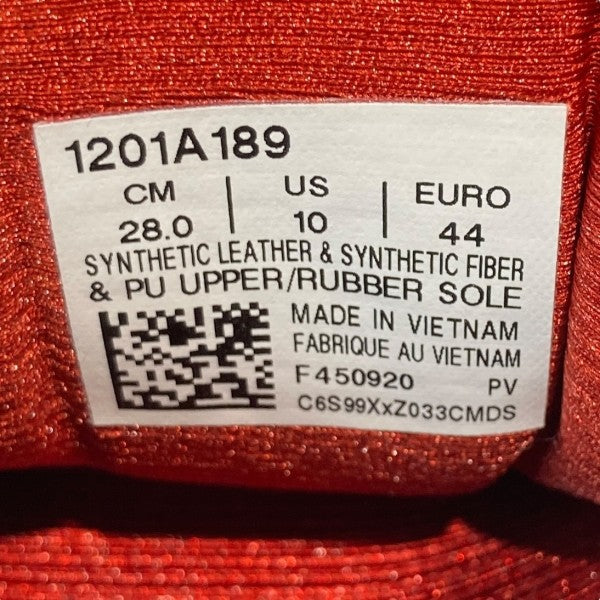 1201A189
CM | US | EURO
28.0 | 10 | 44
SYNTHETIC LEATHER & SYNTHETIC FIBER
& PU UPPER/RUBBER SOLE
MADE IN VIETNAM
FABRIQUE AU VIETNAM
F450920 PV
C6S99XxZ033CMDS